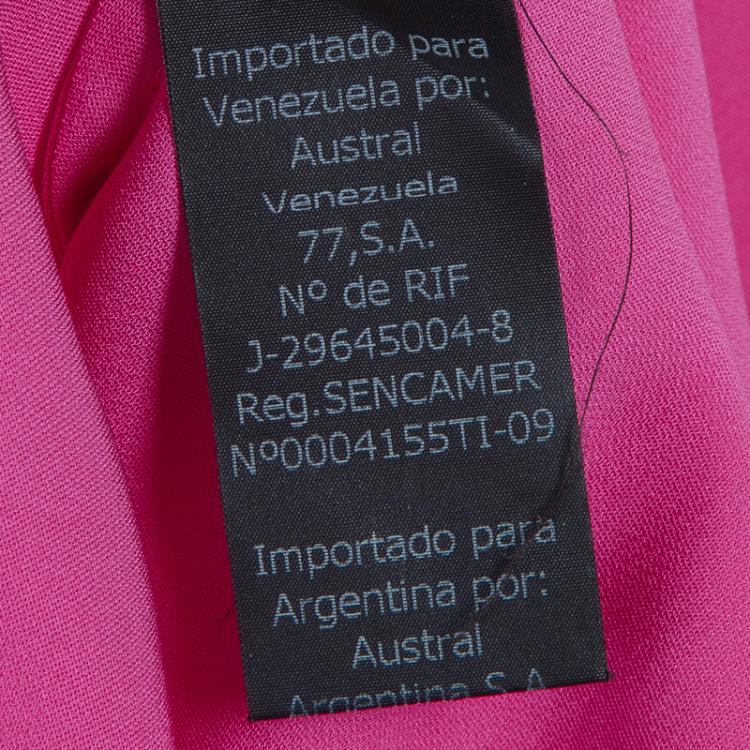 Importado para
Venezuela por:
Austral
Venezuela
77,S.A.
Nº de RIF
J-29645004-8
Reg.SENCAMER
Nº0004155TI-09
Importado para
Argentina por:
Austral
Argentina S.A.